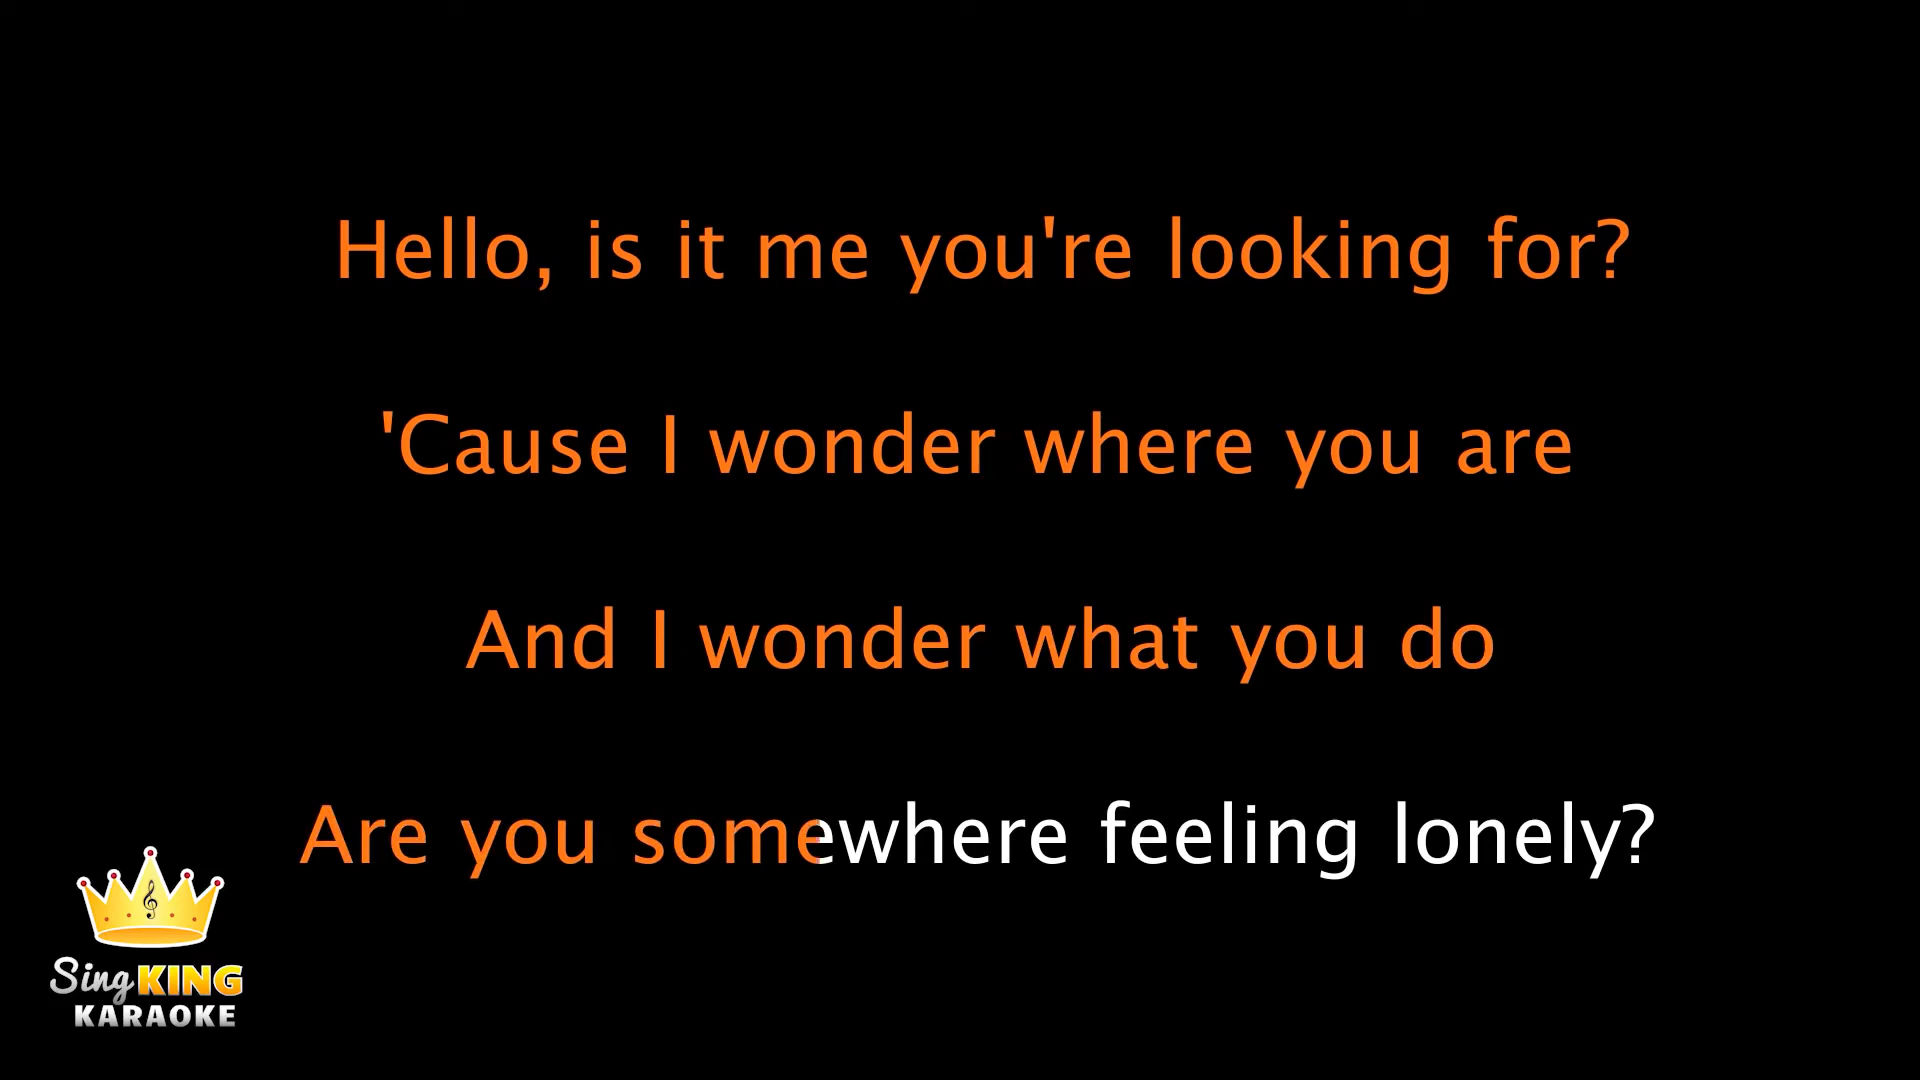 Hello, is it me you're looking for?
'Cause I wonder where you are
And I wonder what you do
Are you somewhere feeling lonely?
Sing KING
KARAOKE